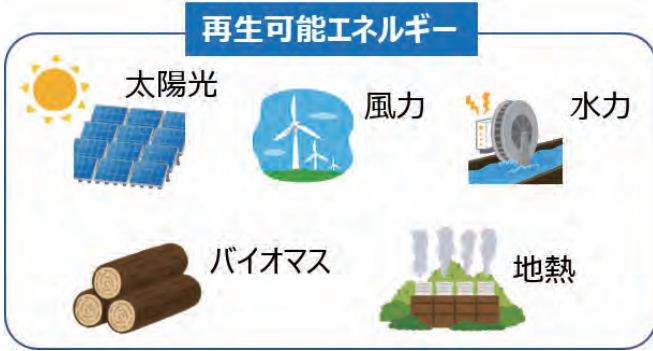 再生可能エネルギー
太陽光
風力
水力
バイオマス
地熱